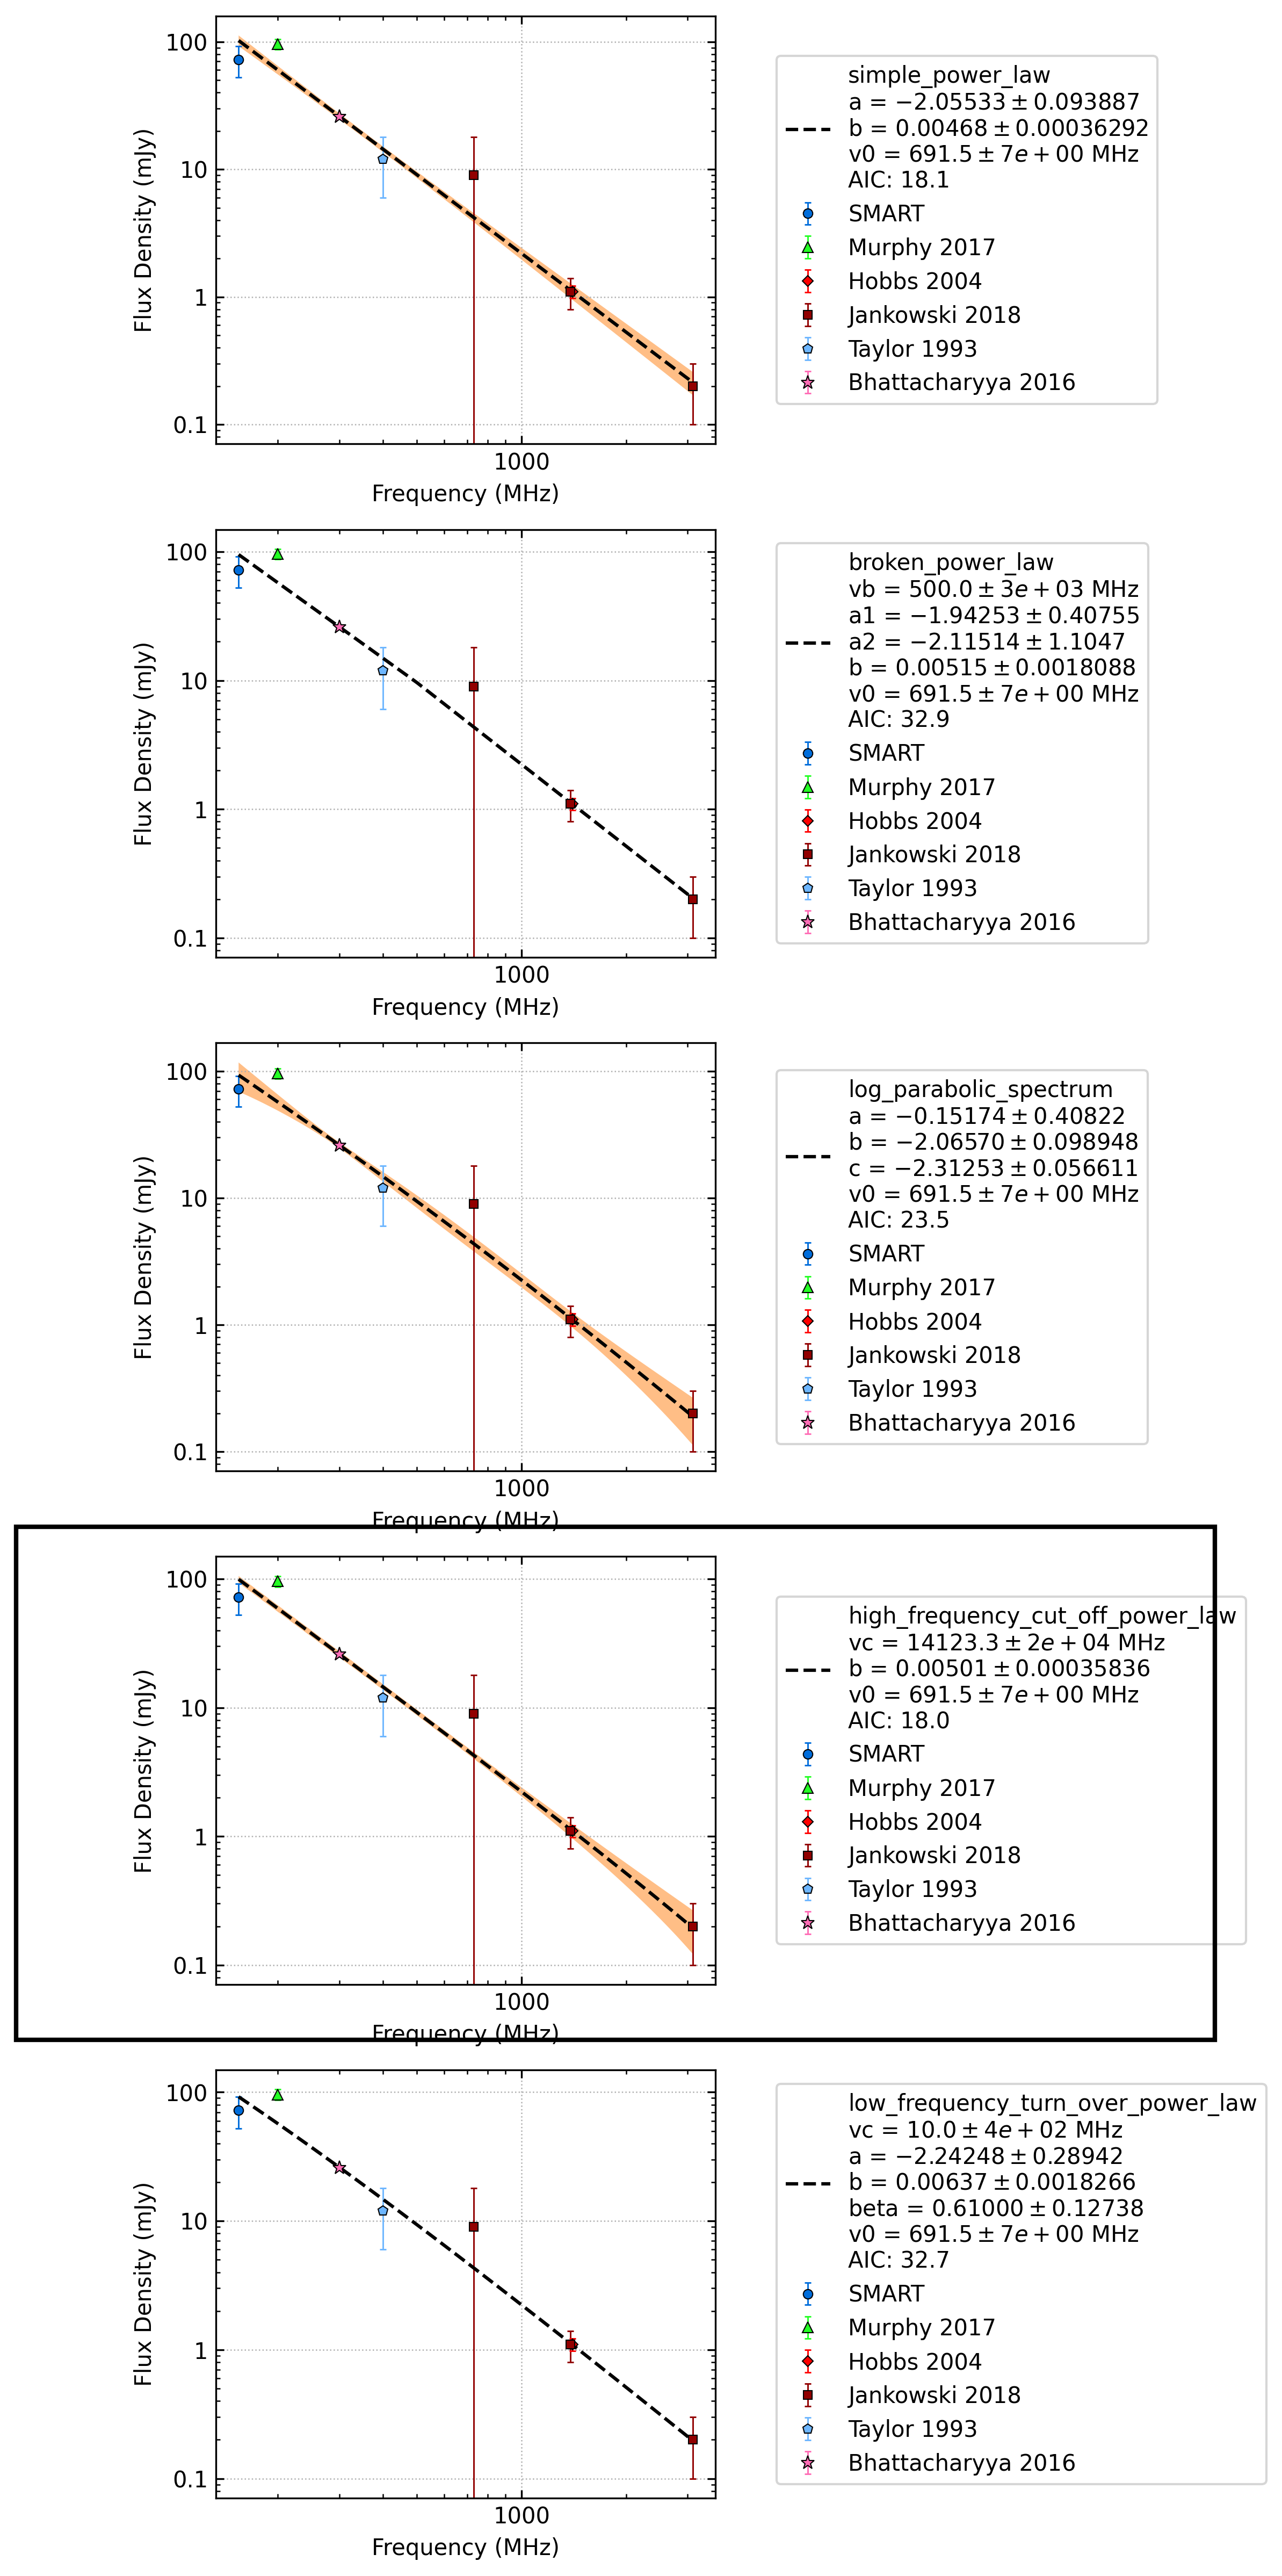 100
10
1
0.1
Flux Density (mJy)
1000
Frequency (MHz)
simple_power_law
a = −2.05533 ± 0.093887
b = 0.00468 ± 0.00036292
v0 = 691.5 ± 7e + 00 MHz
AIC: 18.1
SMART
Murphy 2017
Hobbs 2004
Jankowski 2018
Taylor 1993
Bhattacharyya 2016
100
10
1
0.1
Flux Density (mJy)
1000
Frequency (MHz)
broken_power_law
vb = 500.0 ± 3e + 03 MHz
a1 = −1.94253 ± 0.40755
a2 = −2.11514 ± 1.1047
b = 0.00515 ± 0.0018088
v0 = 691.5 ± 7e + 00 MHz
AIC: 32.9
SMART
Murphy 2017
Hobbs 2004
Jankowski 2018
Taylor 1993
Bhattacharyya 2016
100
10
1
0.1
Flux Density (mJy)
1000
Frequency (MHz)
log_parabolic_spectrum
a = −0.15174 ± 0.40822
b = −2.06570 ± 0.098948
c = −2.31253 ± 0.056611
v0 = 691.5 ± 7e + 00 MHz
AIC: 23.5
SMART
Murphy 2017
Hobbs 2004
Jankowski 2018
Taylor 1993
Bhattacharyya 2016
100
10
1
0.1
Flux Density (mJy)
1000
Frequency (MHz)
high_frequency_cut_off_power_law
vc = 14123.3 ± 2e + 04 MHz
b = 0.00501 ± 0.00035836
v0 = 691.5 ± 7e + 00 MHz
AIC: 18.0
SMART
Murphy 2017
Hobbs 2004
Jankowski 2018
Taylor 1993
Bhattacharyya 2016
100
10
1
0.1
Flux Density (mJy)
1000
Frequency (MHz)
low_frequency_turn_over_power_law
vc = 10.0 ± 4e + 02 MHz
a = −2.24248 ± 0.28942
b = 0.00637 ± 0.0018266
beta = 0.61000 ± 0.12738
v0 = 691.5 ± 7e + 00 MHz
AIC: 32.7
SMART
Murphy 2017
Hobbs 2004
Jankowski 2018
Taylor 1993
Bhattacharyya 2016